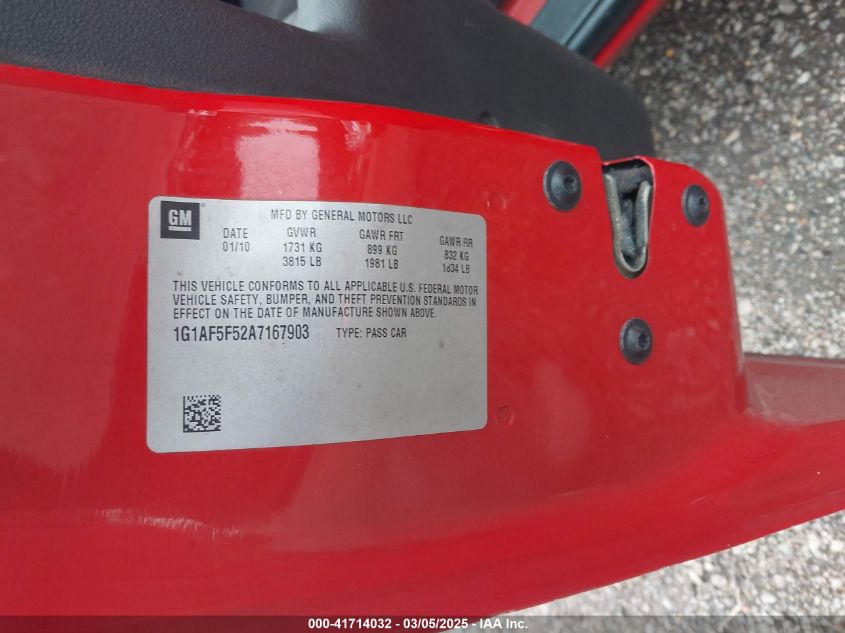 GM
MFD BY GENERAL MOTORS LLC
DATE GVWR GAWR FRT GAWR RR
01/10 1731 KG 899 KG 832 KG
3815 LB 1981 LB 1834 LB
THIS VEHICLE CONFORMS TO ALL APPLICABLE U.S. FEDERAL MOTOR
VEHICLE SAFETY, BUMPER, AND THEFT PREVENTION STANDARDS IN
EFFECT ON THE DATE OF MANUFACTURE SHOWN ABOVE.
1G1AF5F52A7167903 TYPE: PASS CAR
000-41714032 - 03/05/2025 - IAA Inc.